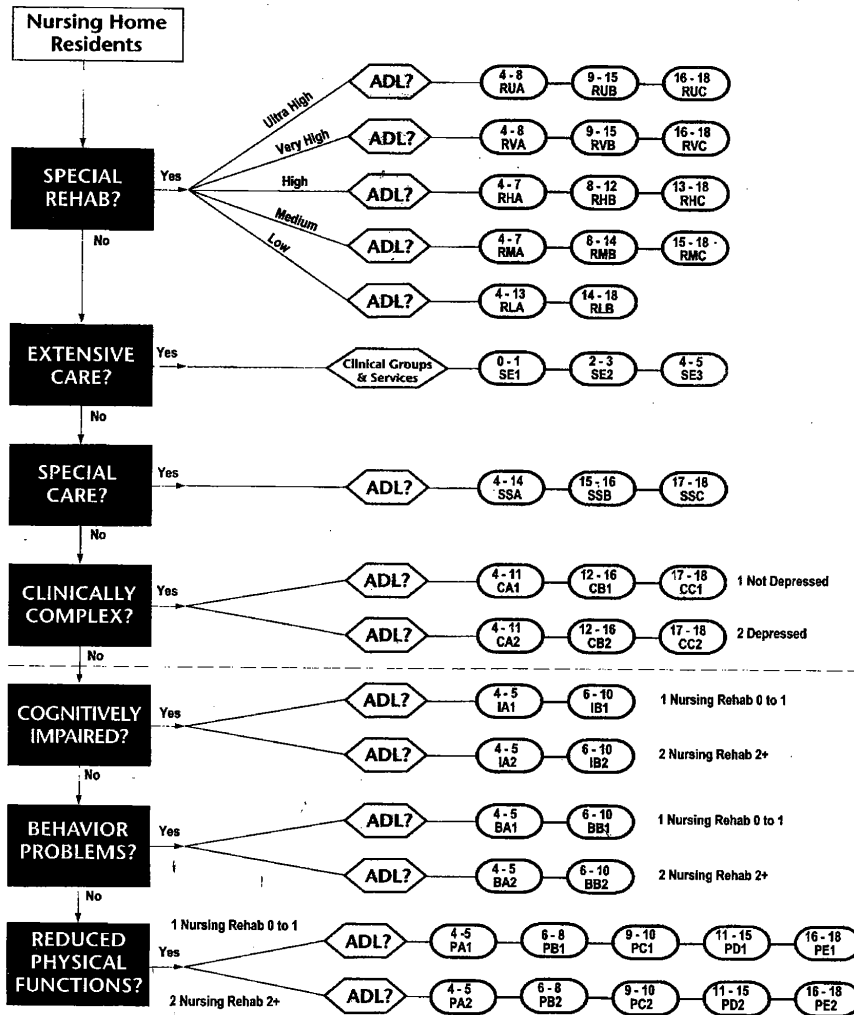 Nursing Home
Residents
SPECIAL
REHAB?
Yes
No
Ultra High
ADL?
4 - 8
RUA
9 - 15
RUB
16 - 18
RUC
Very High
ADL?
4 - 8
RVA
9 - 15
RVB
16 - 18
RVC
High
ADL?
4 - 7
RHA
8 - 12
RHB
13 - 18
RHC
Medium
ADL?
4 - 7
RMA
8 - 14
RMB
15 - 18
RMC
Low
ADL?
4 - 13
RLA
14 - 18
RLB
EXTENSIVE
CARE?
Yes
No
Clinical Groups
& Services
0 - 1
SE1
2 - 3
SE2
4 - 5
SE3
SPECIAL
CARE?
Yes
No
ADL?
4 - 14
SSA
15 - 16
SSB
17 - 18
SSC
CLINICALLY
COMPLEX?
Yes
No
ADL?
4 - 11
CA1
12 - 16
CB1
17 - 18
CC1
1 Not Depressed
ADL?
4 - 11
CA2
12 - 16
CB2
17 - 18
CC2
2 Depressed
COGNITIVELY
IMPAIRED?
Yes
No
ADL?
4 - 5
IA1
6 - 10
IB1
1 Nursing Rehab 0 to 1
ADL?
4 - 5
IA2
6 - 10
IB2
2 Nursing Rehab 2+
BEHAVIOR
PROBLEMS?
Yes
No
ADL?
4 - 5
BA1
6 - 10
BB1
1 Nursing Rehab 0 to 1
ADL?
4 - 5
BA2
6 - 10
BB2
2 Nursing Rehab 2+
REDUCED
PHYSICAL
FUNCTIONS?
Yes
1 Nursing Rehab 0 to 1
ADL?
4 -5
PA1
6 - 8
PB1
9 - 10
PC1
11 - 15
PD1
16 - 18
PE1
2 Nursing Rehab 2+
ADL?
4 - 5
PA2
6 - 8
PB2
9 - 10
PC2
11 - 15
PD2
16 - 18
PE2